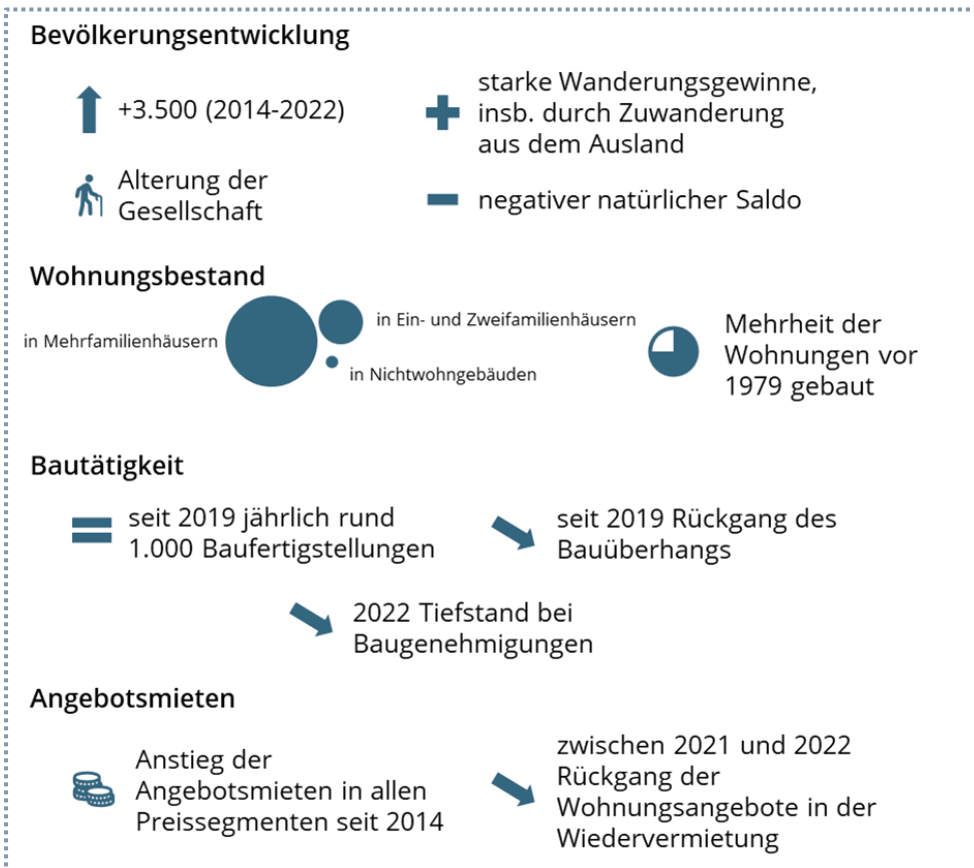 Bevölkerungsentwicklung
+3.500 (2014-2022)
starke Wanderungsgewinne,
insb. durch Zuwanderung
aus dem Ausland
Alterung der
Gesellschaft
negativer natürlicher Saldo
Wohnungsbestand
in Mehrfamilienhäusern
in Ein- und Zweifamilienhäusern
in Nichtwohngebäuden
Mehrheit der
Wohnungen vor
1979 gebaut
Bautätigkeit
seit 2019 jährlich rund
1.000 Baufertigstellungen
seit 2019 Rückgang des
Bauüberhangs
2022 Tiefstand bei
Baugenehmigungen
Angebotsmieten
Anstieg der
Angebotsmieten in allen
Preissegmenten seit 2014
zwischen 2021 und 2022
Rückgang der
Wohnungsangebote in der
Wiedervermietung